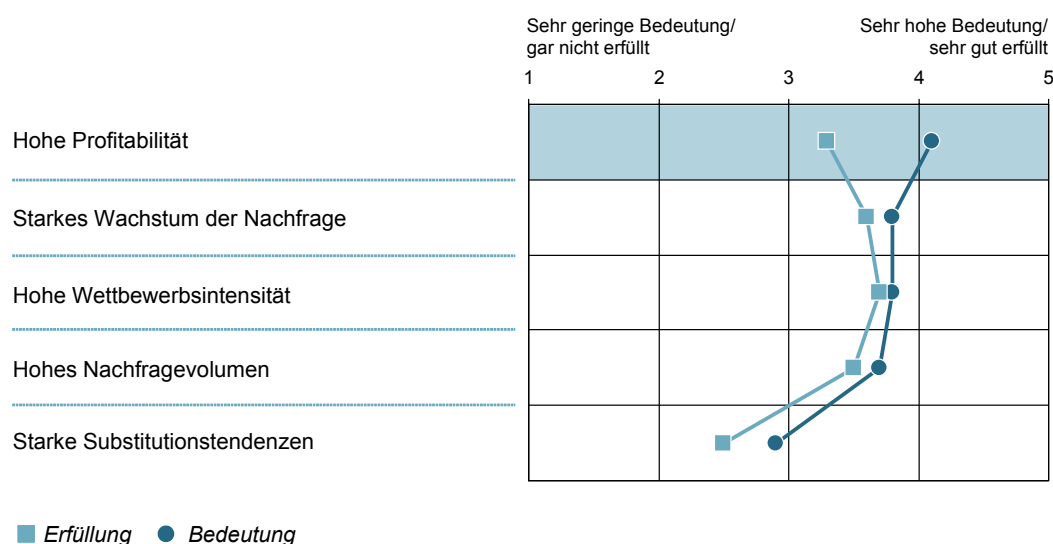 Sehr geringe Bedeutung/
gar nicht erfüllt
Sehr hohe Bedeutung/
sehr gut erfüllt
1 2 3 4 5
Hohe Profitabilität
Starkes Wachstum der Nachfrage
Hohe Wettbewerbsintensität
Hohes Nachfragevolumen
Starke Substitutionstendenzen
Erfüllung Bedeutung